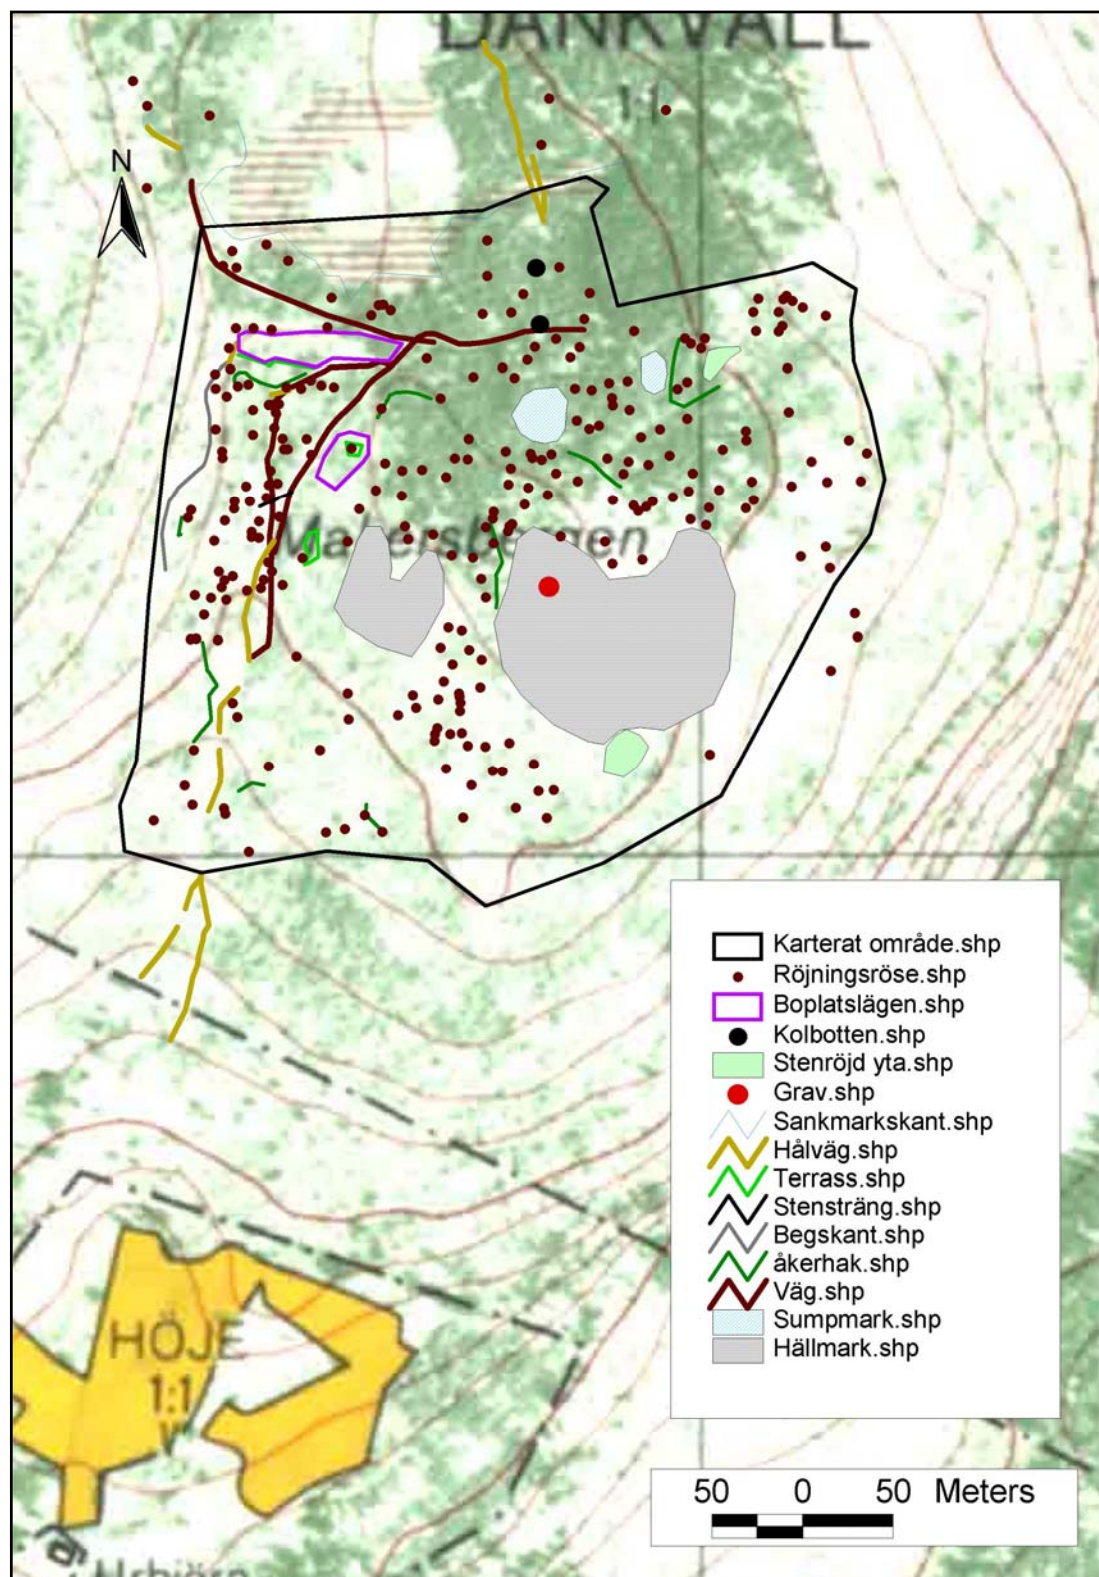 DANKVALL
1:1
N
Malsersbergen
Karterat område.shp
Röjningsröse.shp
Boplatslägen.shp
Kolbotten.shp
Stenröjd yta.shp
Grav.shp
Sankmarkskant.shp
Hålväg.shp
Terrass.shp
Stensträng.shp
Begskant.shp
åkerhak.shp
Väg.shp
Sumpmark.shp
Hällmark.shp
HÖJE
1:1
50 0 50 Meters